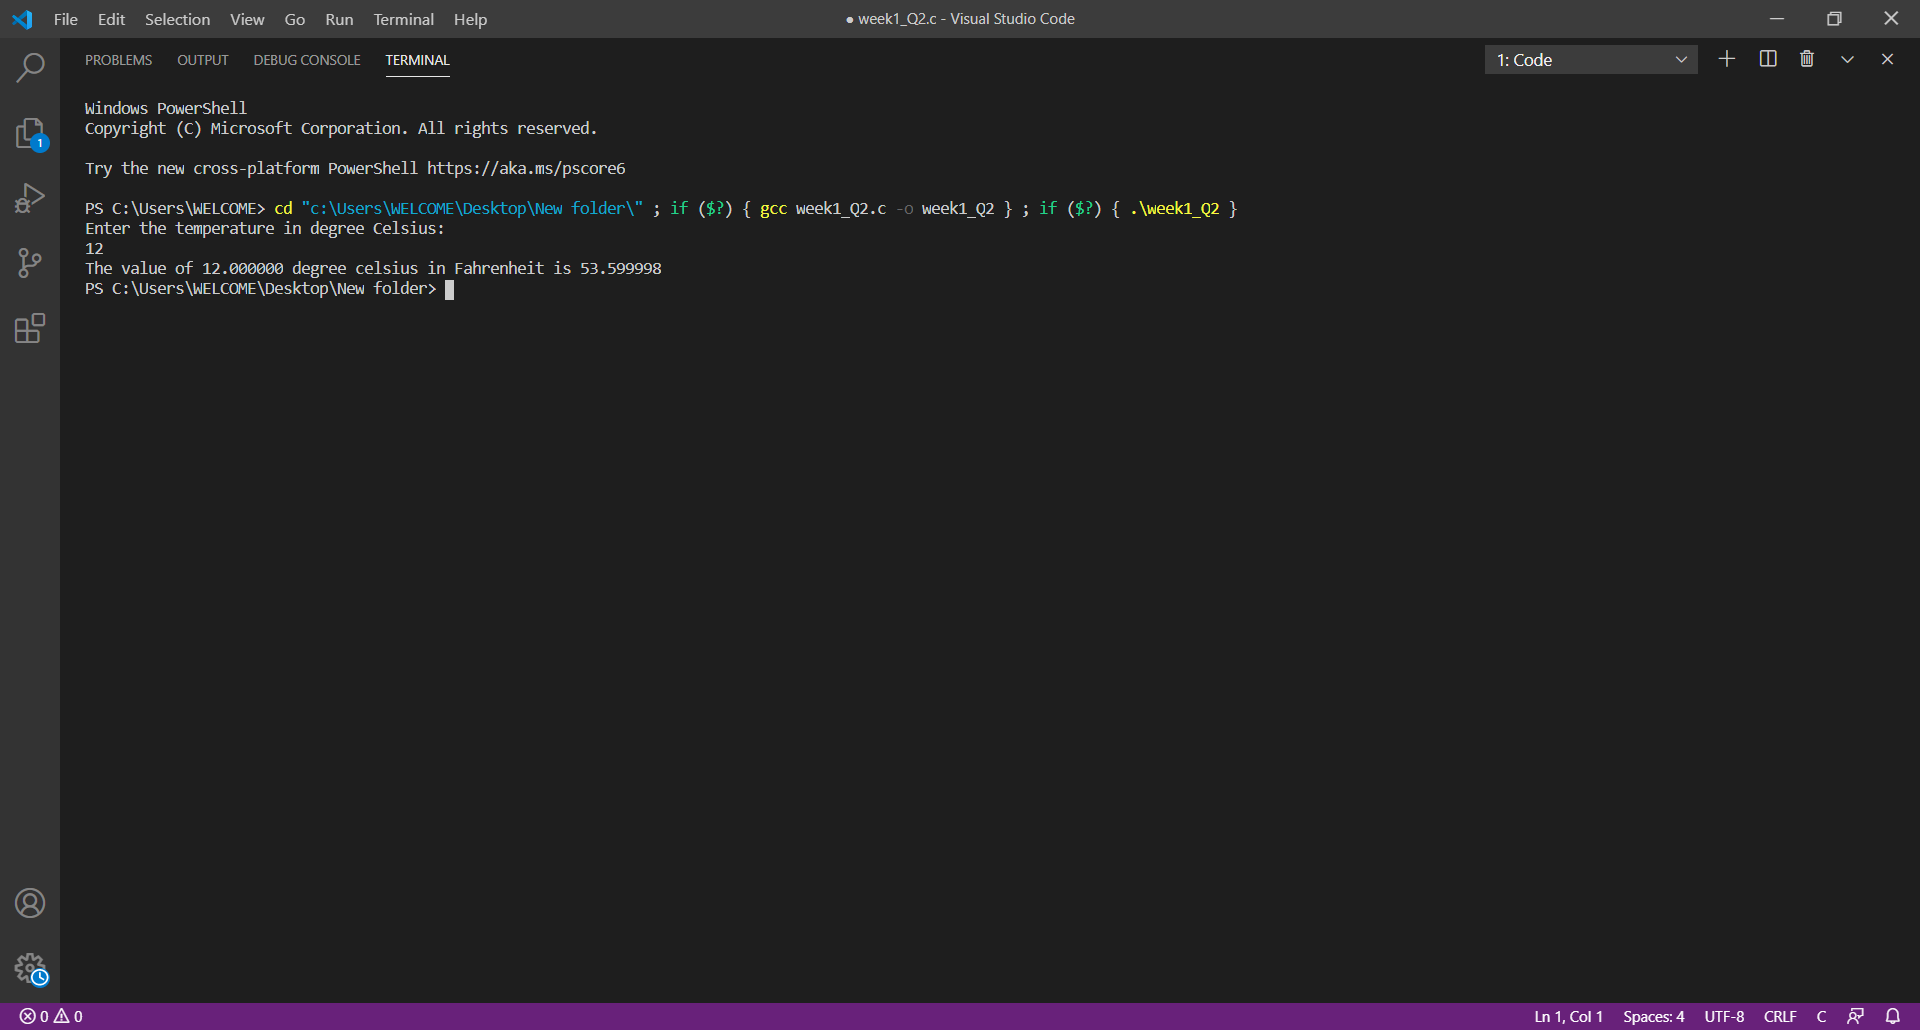 File Edit Selection View Go Run Terminal Help
● week1_Q2.c - Visual Studio Code
PROBLEMS OUTPUT DEBUG CONSOLE TERMINAL
1: Code
1
Windows PowerShell
Copyright (C) Microsoft Corporation. All rights reserved.
Try the new cross-platform PowerShell https://aka.ms/pscore6
PS C:\Users\WELCOME> cd "c:\Users\WELCOME\Desktop\New folder\" ; if ($?) { gcc week1_Q2.c -o week1_Q2 } ; if ($?) { .\week1_Q2 }
Enter the temperature in degree Celsius:
12
The value of 12.000000 degree celsius in Fahrenheit is 53.599998
PS C:\Users\WELCOME\Desktop\New folder>
0 0
Ln 1, Col 1 Spaces: 4 UTF-8 CRLF C